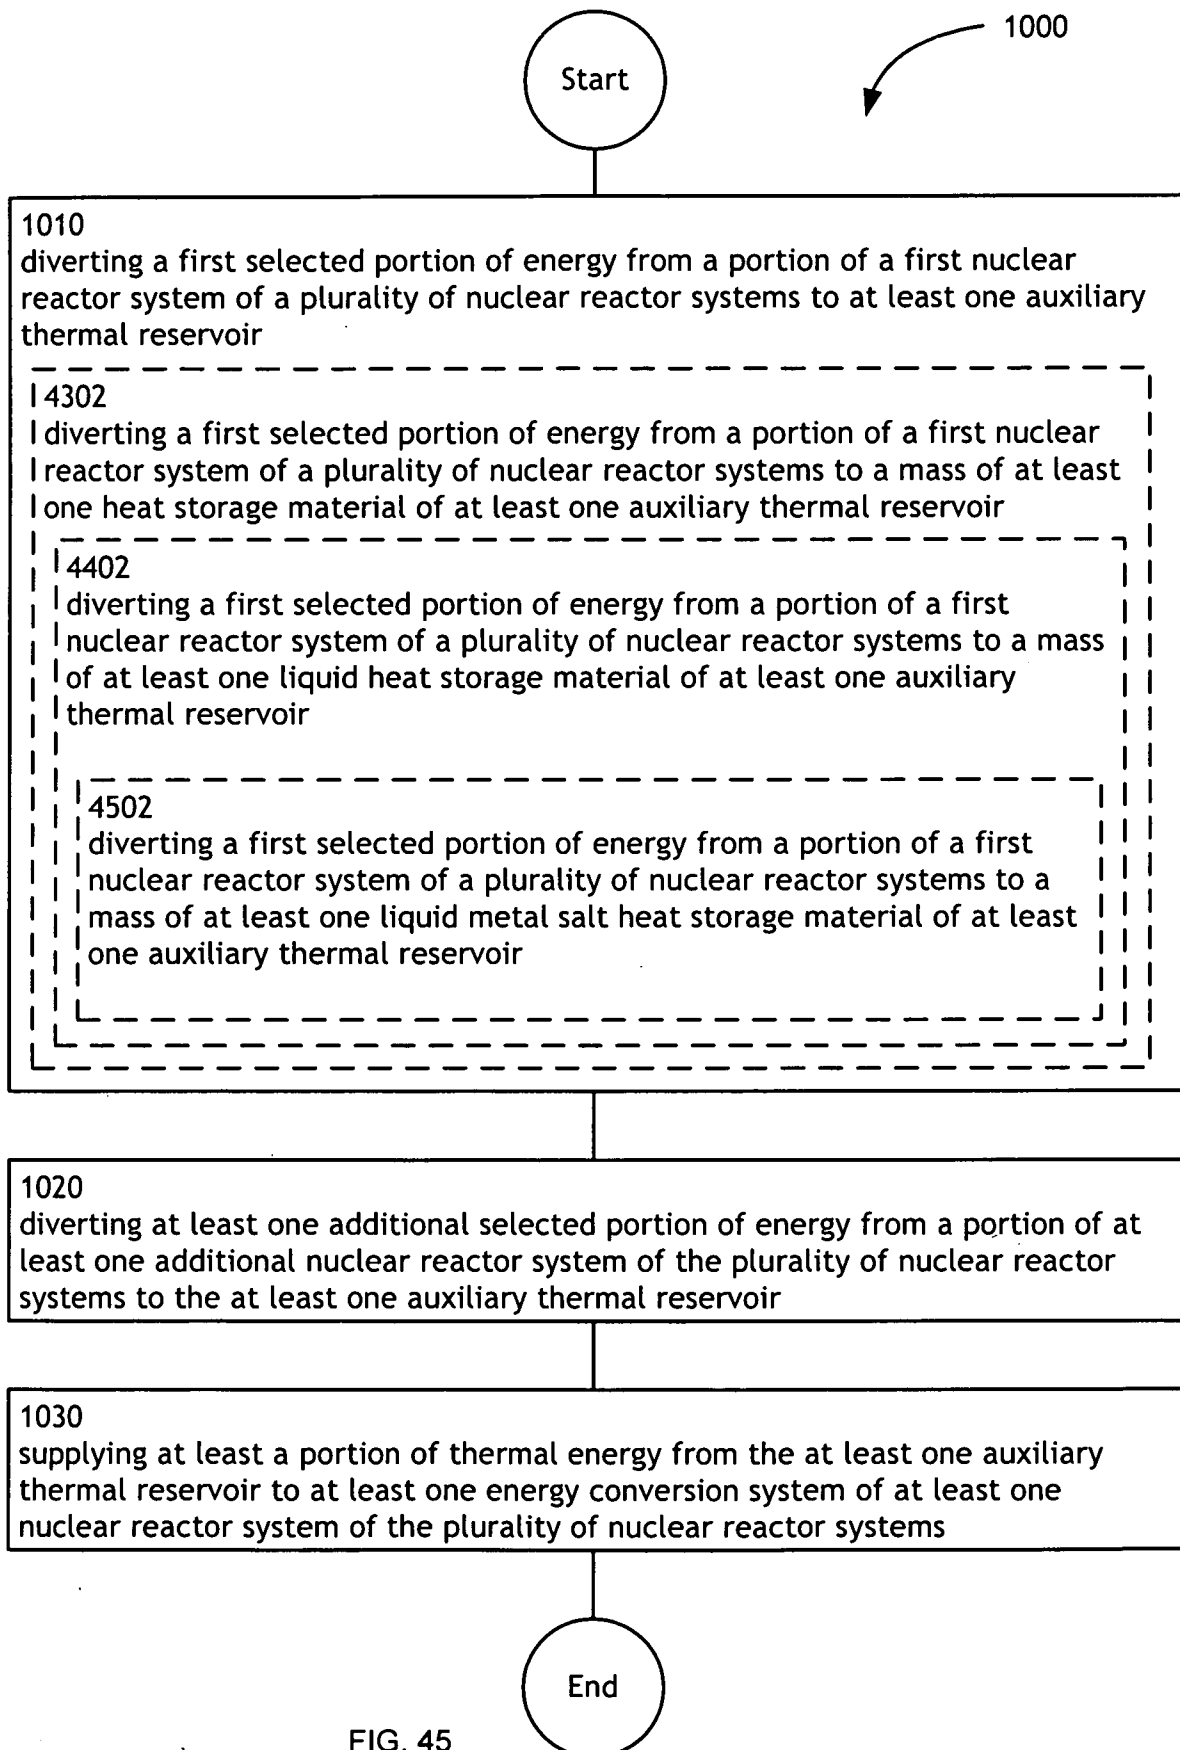 1000
Start
1010
diverting a first selected portion of energy from a portion of a first nuclear
reactor system of a plurality of nuclear reactor systems to at least one auxiliary
thermal reservoir
4302
diverting a first selected portion of energy from a portion of a first nuclear
reactor system of a plurality of nuclear reactor systems to a mass of at least
one heat storage material of at least one auxiliary thermal reservoir
4402
diverting a first selected portion of energy from a portion of a first
nuclear reactor system of a plurality of nuclear reactor systems to a mass
of at least one liquid heat storage material of at least one auxiliary
thermal reservoir
4502
diverting a first selected portion of energy from a portion of a first
nuclear reactor system of a plurality of nuclear reactor systems to a
mass of at least one liquid metal salt heat storage material of at least
one auxiliary thermal reservoir
1020
diverting at least one additional selected portion of energy from a portion of at
least one additional nuclear reactor system of the plurality of nuclear reactor
systems to the at least one auxiliary thermal reservoir
1030
supplying at least a portion of thermal energy from the at least one auxiliary
thermal reservoir to at least one energy conversion system of at least one
nuclear reactor system of the plurality of nuclear reactor systems
End
FIG. 45